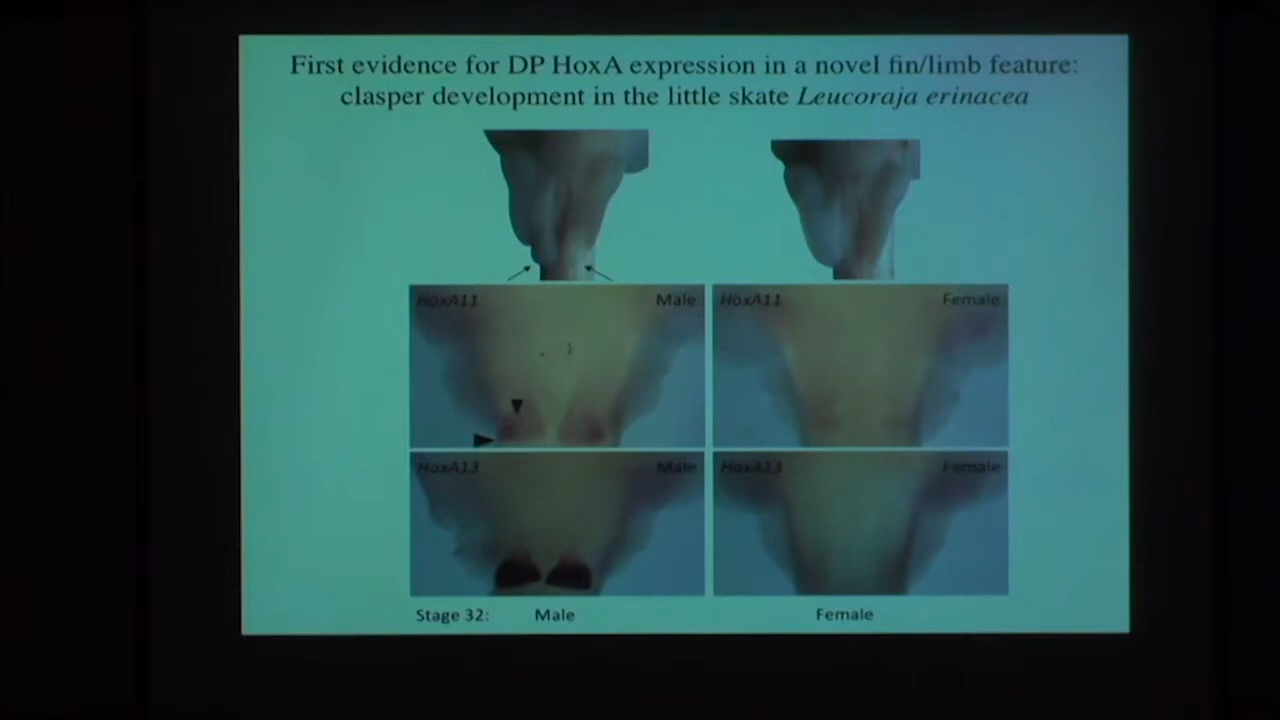 First evidence for DP HoxA expression in a novel fin/limb feature:
clasper development in the little skate Leucoraja erinacea
HoxA11 Male
HoxA11 Female
HoxA13 Male
HoxA13 Female
Stage 32: Male Female